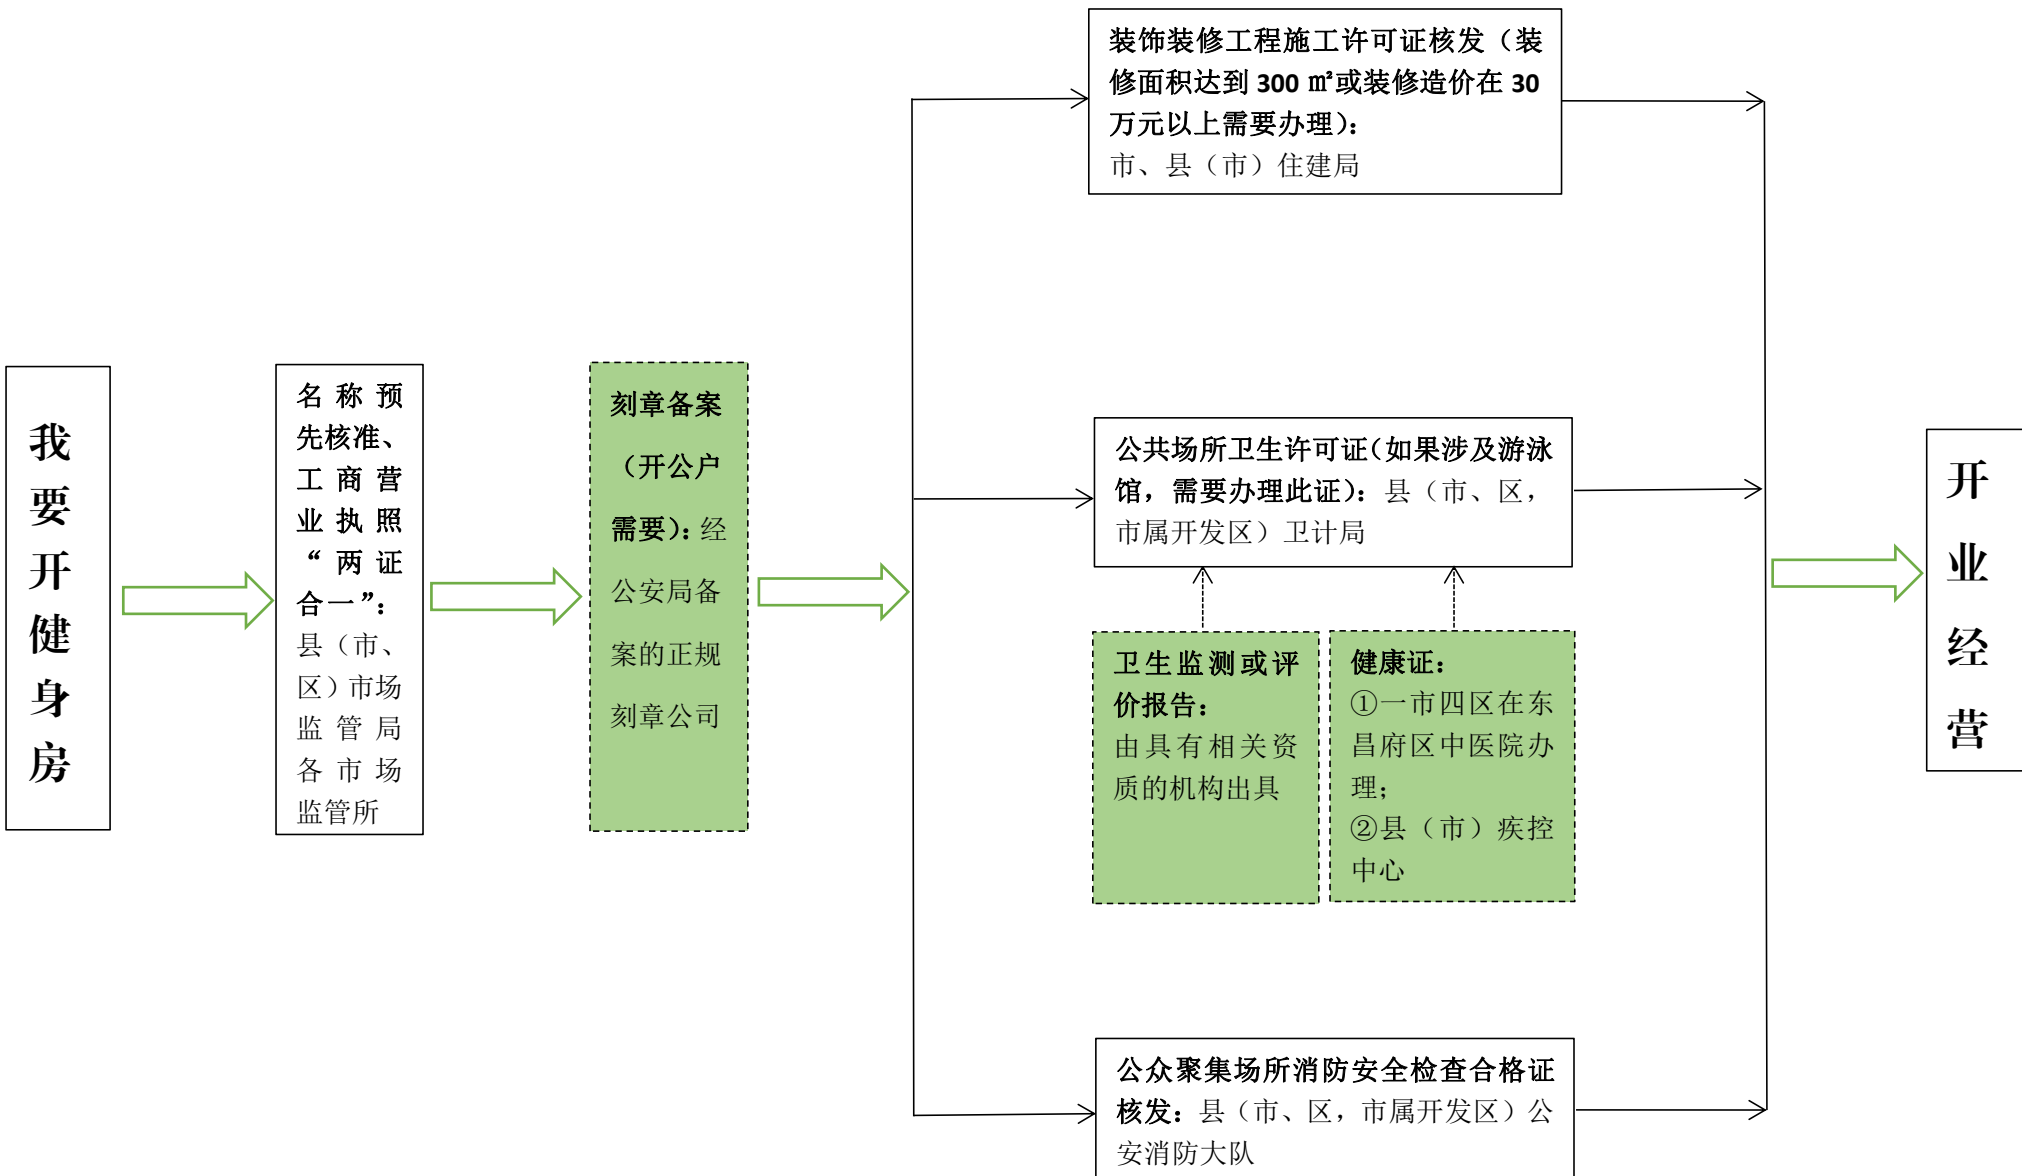 我要开健身房
名称预
先核准、
工商营
业执照
“两证
合一”：
县（市、
区）市场
监管局
各市场
监管所
刻章备案
（开公户
需要）：经
公安局备
案的正规
刻章公司
装饰装修工程施工许可证核发（装
修面积达到 300 ㎡或装修造价在 30
万元以上需要办理）：
市、县（市）住建局
公共场所卫生许可证（如果涉及游泳
馆，需要办理此证）：县（市、区，
市属开发区）卫计局
卫生监测或评
价报告：
由具有相关资
质的机构出具
健康证：
①一市四区在东
昌府区中医院办
理；
②县（市）疾控
中心
公众聚集场所消防安全检查合格证
核发：县（市、区，市属开发区）公
安消防大队
开业经营